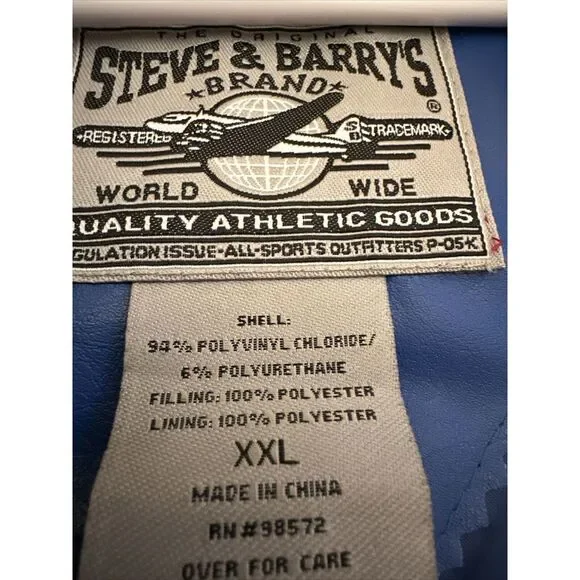 THE ORIGINAL
STEVE & BARRY'S
BRAND
®
REGISTERED TRADEMARK
WORLD WIDE
QUALITY ATHLETIC GOODS
GULATION ISSUE-ALL-SPORTS OUTFITTERS P-05-K
SHELL:
94% POLYVINYL CHLORIDE/
6% POLYURETHANE
FILLING: 100% POLYESTER
LINING: 100% POLYESTER
XXL
MADE IN CHINA
RN#98572
OVER FOR CARE